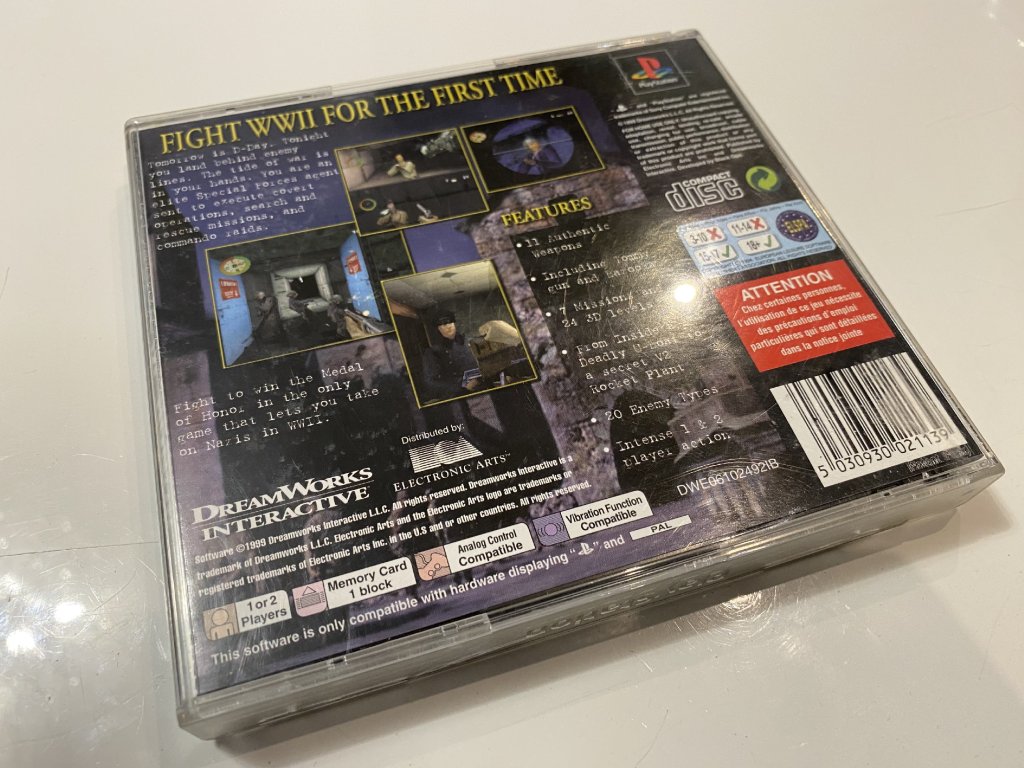 FIGHT WWII FOR THE FIRST TIME
Tomorrow is D-Day. Tonight
you land behind enemy
lines. The tide of war is
in your hands. You are an
elite Special Forces agent
sent to execute covert
operations, search and
rescue missions, and
commando raids.
Fight to win the Medal
of Honor in the only
game that lets you take
on Nazis in WWII.
FEATURES
• 11 Authentic
Weapons
• Including Tommy
gun and
• 7 Missions,
24 3D levels
• From Inside
Deadly
a secret V2
Rocket Plant
• 20 Enemy Types
• Intense 1 & 2
player action
PlayStation
COMPACT
disc
3-10
11-14
15-17
18+
ATTENTION
Chez certaines personnes,
l'utilisation de ce jeu nécessite
des précautions d'emploi
particulières qui sont détaillées
dans la notice jointe
5 030930 021139
DWE06102492IB
Distributed by
ELECTRONIC ARTS™
DREAMWORKS
INTERACTIVE
Software ©1999 Dreamworks Interactive L.L.C. All rights reserved. Dreamworks Interactive is a
trademark of Dreamworks L.L.C. Electronic Arts and the Electronic Arts logo are trademarks or
registered trademarks of Electronic Arts Inc. in the U.S and or other countries. All rights reserved.
1 or 2
Players
Memory Card
1 block
Analog Control
Compatible
Vibration Function
Compatible
This software is only compatible with hardware displaying " " and PAL